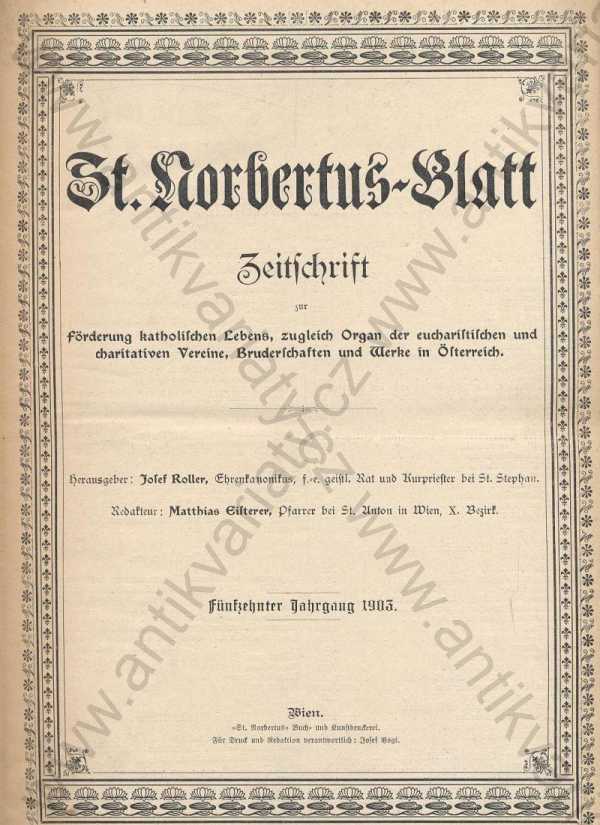 St. Norbertus-Blatt
Zeitschrift
zur
Förderung katholischen Lebens, zugleich Organ der eucharistischen und
charitativen Vereine, Bruderschaften und Werke in Österreich.
Herausgeber: Josef Roller, Ehrenkanonikus, f.-e. geistl. Rat und Kurpriester bei St. Stephan.
Redakteur: Matthias Eisterer, Pfarrer bei St. Anton in Wien, X. Bezirk.
Fünfzehnter Jahrgang 1903.
Wien.
«St. Norbertus» Buch- und Kunstdruckerei.
Für Druck und Redaktion verantwortlich: Josef Vogl.
www.antikvariaty.cz
www.antikvariaty.cz